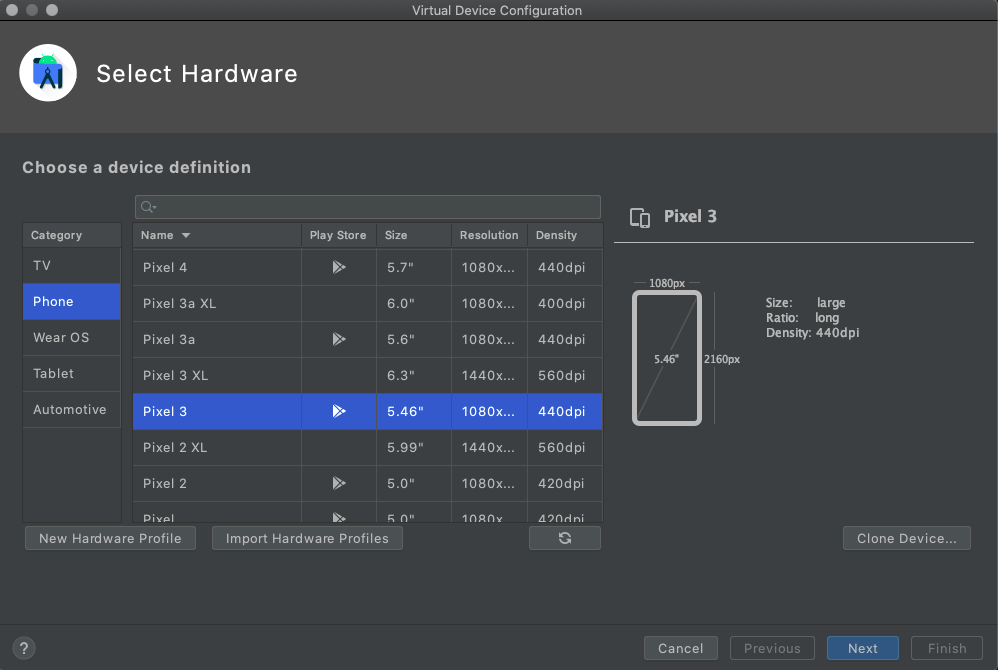 Virtual Device Configuration
Select Hardware
Choose a device definition
Category
TV
Phone
Wear OS
Tablet
Automotive
Name Play Store Size Resolution Density
Pixel 4 5.7" 1080x... 440dpi
Pixel 3a XL 6.0" 1080x... 400dpi
Pixel 3a 5.6" 1080x... 440dpi
Pixel 3 XL 6.3" 1440x... 560dpi
Pixel 3 5.46" 1080x... 440dpi
Pixel 2 XL 5.99" 1440x... 560dpi
Pixel 2 5.0" 1080x... 420dpi
Pixel 5.0" 1080x 420dpi
New Hardware Profile Import Hardware Profiles
Pixel 3
1080px
5.46"
2160px
Size: large
Ratio: long
Density: 440dpi
Clone Device...
? Cancel Previous Next Finish